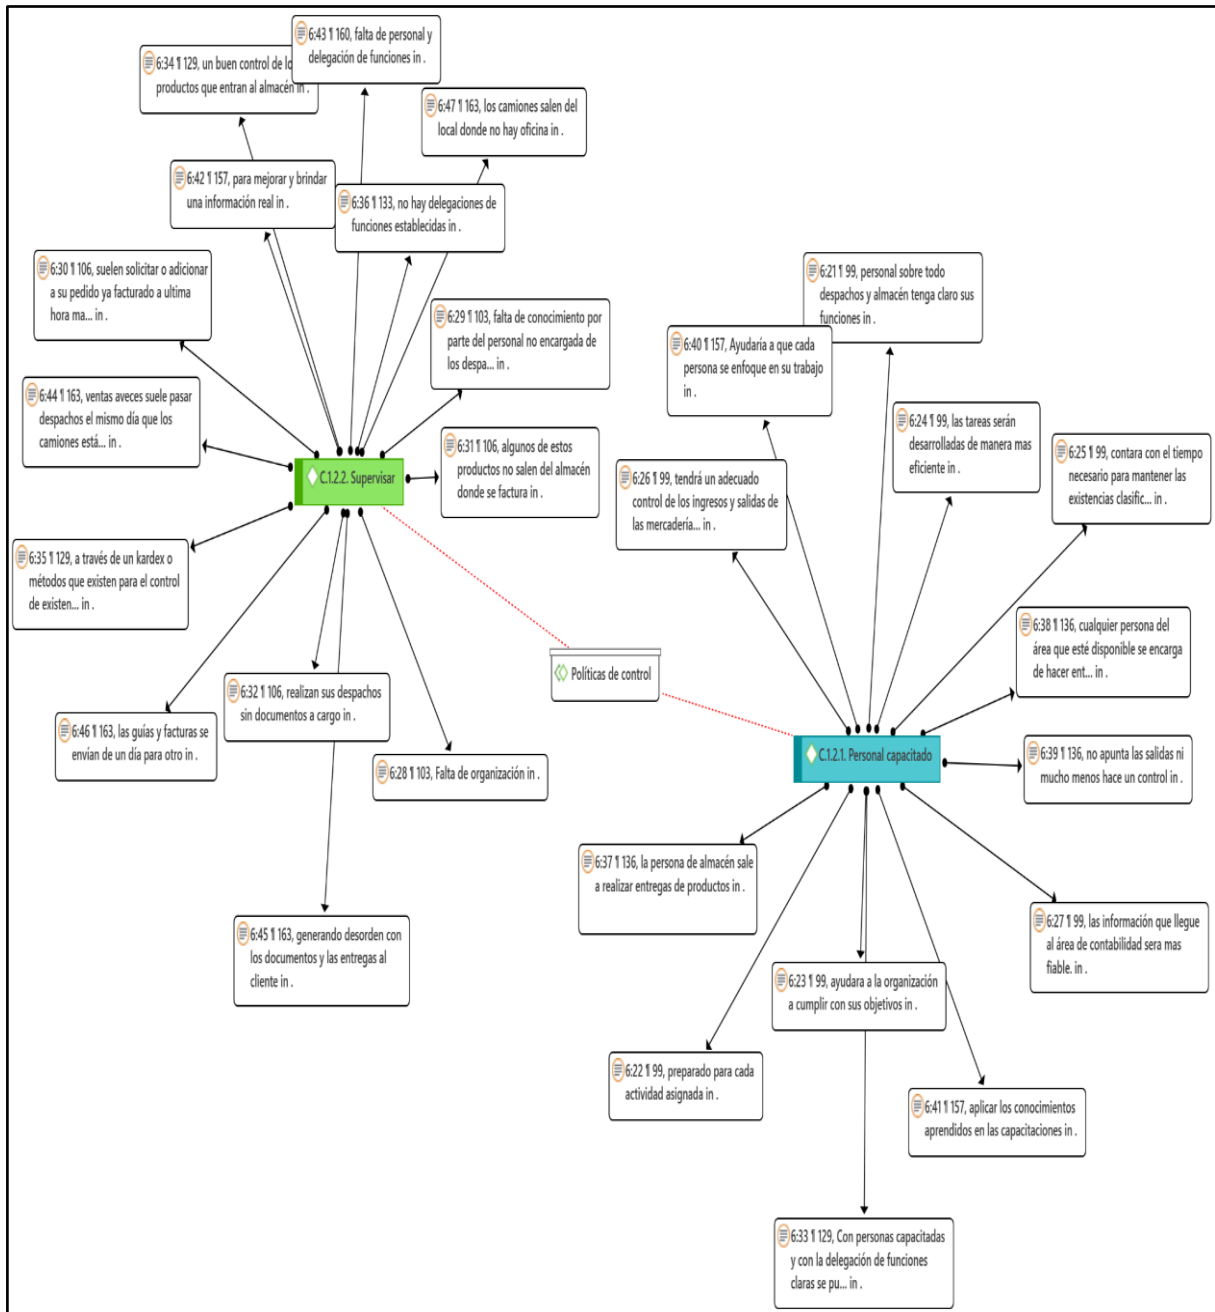 6:43 ¶ 160, falta de personal y
delegación de funciones in .
6:34 ¶ 129, un buen control de lo
productos que entran al almacén in .
6:47 ¶ 163, los camiones salen del
local donde no hay oficina in .
6:42 ¶ 157, para mejorar y brindar
una información real in .
6:36 ¶ 133, no hay delegaciones de
funciones establecidas in .
6:30 ¶ 106, suelen solicitar o adicionar
a su pedido ya facturado a ultima
hora ma... in .
6:29 ¶ 103, falta de conocimiento por
parte del personal no encargada de
los despa... in .
6:44 ¶ 163, ventas aveces suele pasar
despachos el mismo día que los
camiones está... in .
6:31 ¶ 106, algunos de estos
productos no salen del almacén
donde se factura in .
C.1.2.2. Supervisar
6:35 ¶ 129, a través de un kardex o
métodos que existen para el control
de existen... in .
6:32 ¶ 106, realizan sus despachos
sin documentos a cargo in .
6:46 ¶ 163, las guías y facturas se
envían de un día para otro in .
6:28 ¶ 103, Falta de organización in .
6:45 ¶ 163, generando desorden con
los documentos y las entregas al
cliente in .
Políticas de control
6:21 ¶ 99, personal sobre todo
despachos y almacén tenga claro sus
funciones in .
6:40 ¶ 157, Ayudaría a que cada
persona se enfoque en su trabajo
in .
6:24 ¶ 99, las tareas serán
desarrolladas de manera mas
eficiente in .
6:25 ¶ 99, contara con el tiempo
necesario para mantener las
existencias clasific... in .
6:26 ¶ 99, tendrá un adecuado
control de los ingresos y salidas de
las mercadería... in .
6:38 ¶ 136, cualquier persona del
área que esté disponible se encarga
de hacer ent... in .
C.1.2.1. Personal capacitado
6:39 ¶ 136, no apunta las salidas ni
mucho menos hace un control in .
6:37 ¶ 136, la persona de almacén sale
a realizar entregas de productos in .
6:27 ¶ 99, las información que llegue
al área de contabilidad sera mas
fiable. in .
6:23 ¶ 99, ayudara a la organización
a cumplir con sus objetivos in .
6:22 ¶ 99, preparado para cada
actividad asignada in .
6:41 ¶ 157, aplicar los conocimientos
aprendidos en las capacitaciones in .
6:33 ¶ 129, Con personas capacitadas
y con la delegación de funciones
claras se pu... in .